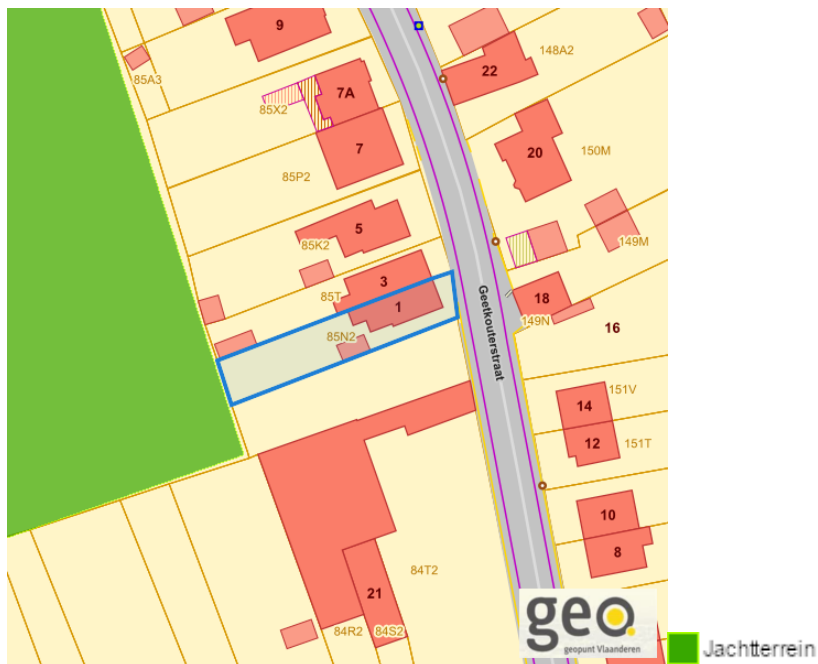 9
22
148A2
85A3
7A
85X2
7
20
150M
85P2
5
85K2
149M
3
85T
1
18
Geetkouterstraat
149N
16
85N2
151V
14
12
151T
10
8
84T2
21
84R2
84S2
geo.
geopunt Vlaanderen
Jachtterrein